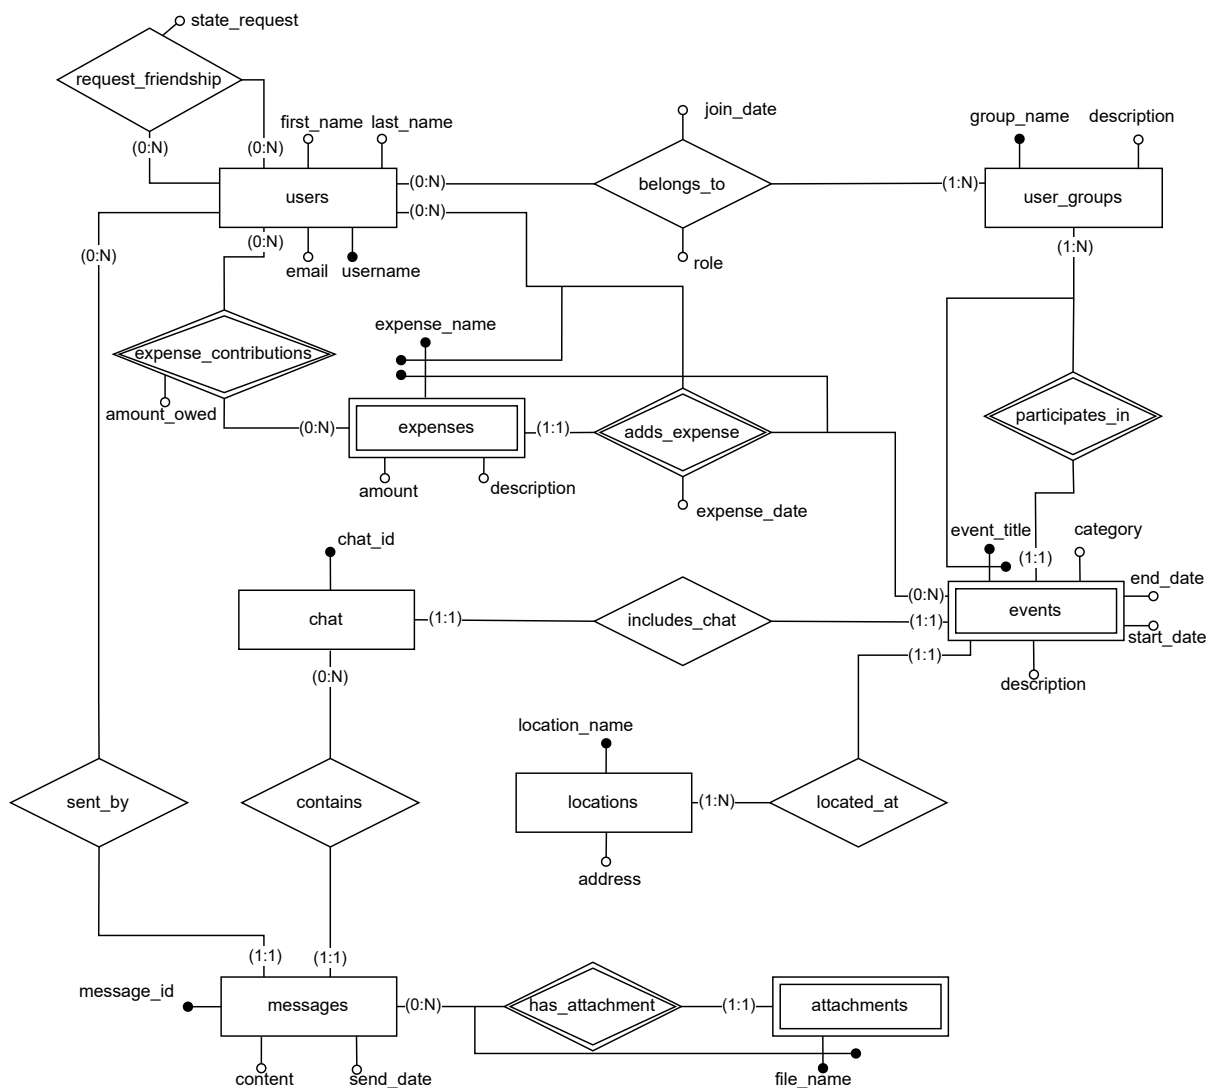 state_request
request_friendship
first_name last_name
join_date
group_name description
(0:N) (0:N)
users
(0:N)
belongs_to
(1:N)
user_groups
(0:N)
(0:N) (0:N) (1:N)
email username
role
expense_name
expense_contributions
amount_owed
(0:N)
expenses
(1:1)
adds_expense
participates_in
amount description
expense_date
event_title category
chat_id
(1:1)
end_date
(0:N)
events
chat
(1:1)
includes_chat
(1:1)
start_date
(1:1)
(0:N)
description
location_name
sent_by
contains
locations
(1:N)
located_at
address
(1:1) (1:1)
message_id
messages
(0:N)
has_attachment
(1:1)
attachments
content send_date file_name